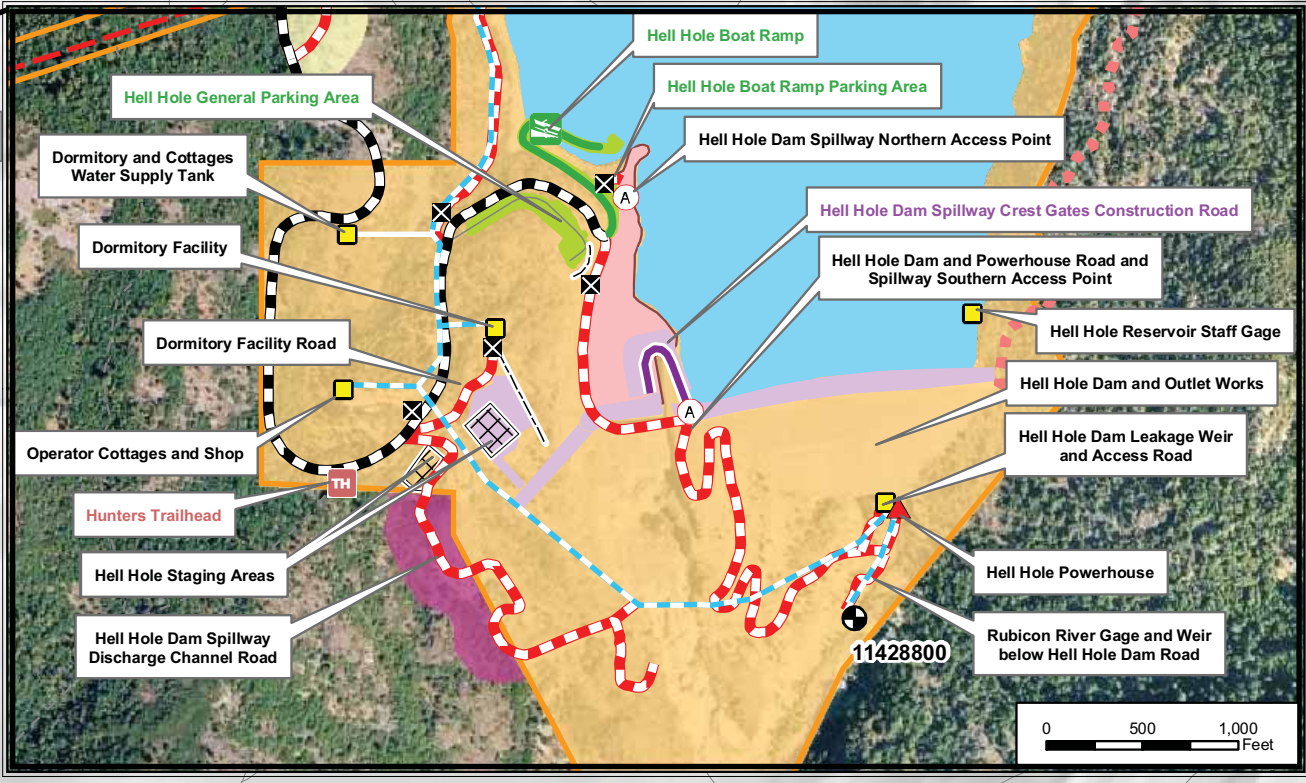 Hell Hole Boat Ramp
Hell Hole General Parking Area
Hell Hole Boat Ramp Parking Area
Hell Hole Dam Spillway Northern Access Point
Dormitory and Cottages
Water Supply Tank
A
Hell Hole Dam Spillway Crest Gates Construction Road
Dormitory Facility
Hell Hole Dam and Powerhouse Road and
Spillway Southern Access Point
Hell Hole Reservoir Staff Gage
Dormitory Facility Road
Hell Hole Dam and Outlet Works
A
Hell Hole Dam Leakage Weir
and Access Road
Operator Cottages and Shop
TH
Hunters Trailhead
Hell Hole Staging Areas
Hell Hole Powerhouse
Hell Hole Dam Spillway
Discharge Channel Road
Rubicon River Gage and Weir
below Hell Hole Dam Road
11428800
0 500 1,000
Feet